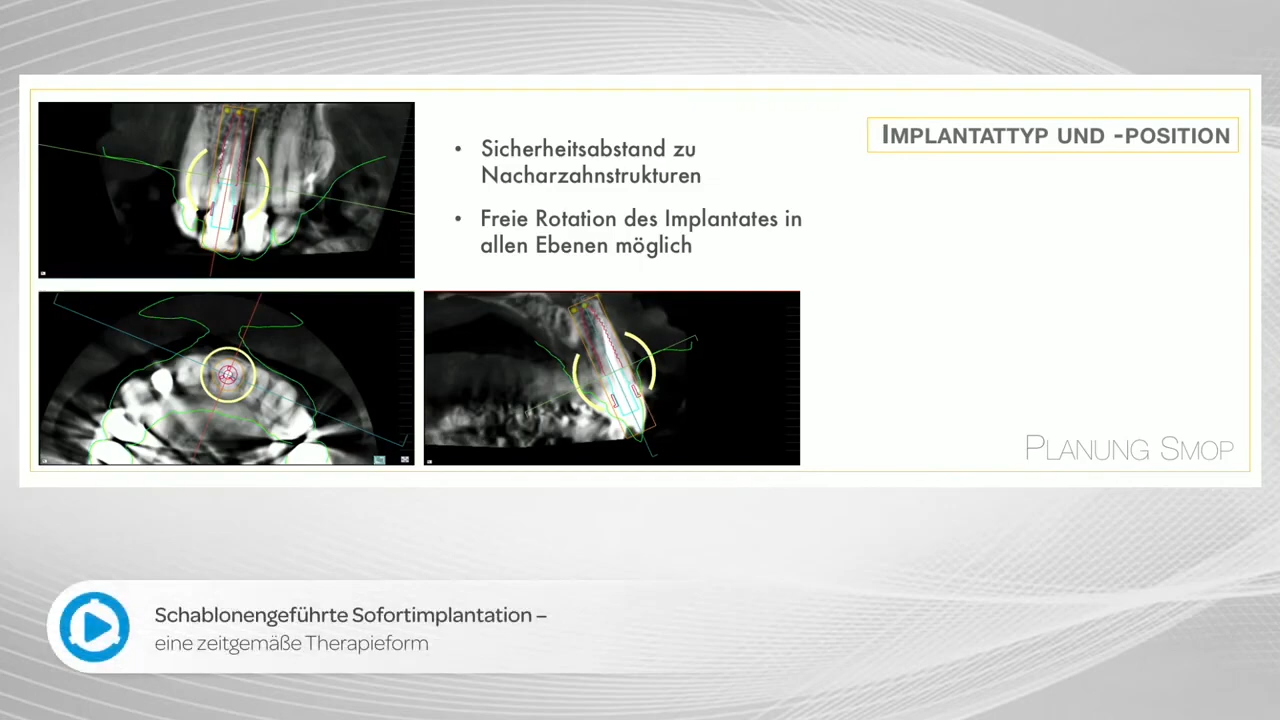 IMPLANTATTYP UND -POSITION
• Sicherheitsabstand zu
Nacharzahnstrukturen
• Freie Rotation des Implantates in
allen Ebenen möglich
PLANUNG SMOP
Schablonengeführte Sofortimplantation –
eine zeitgemäße Therapieform